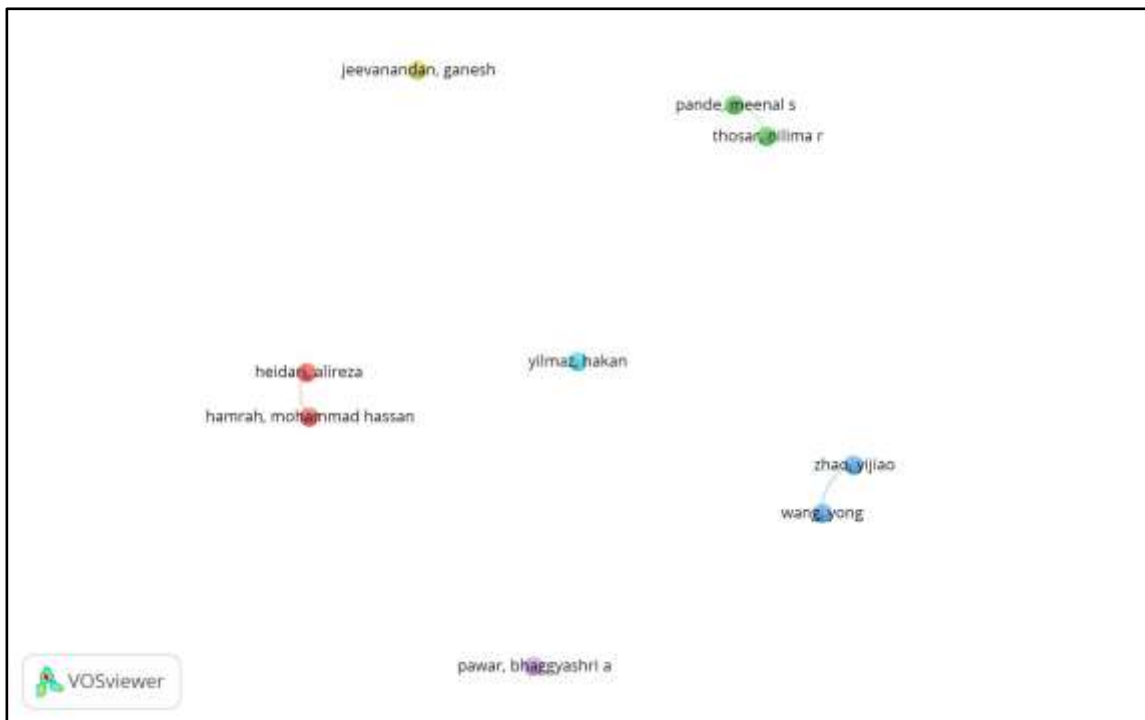 jeevanandan, ganesh
pande, meenal s
thosar, nilima r
yilmaz, hakan
heidari, alireza
hamrah, mohammad hassan
zhao, yijiao
wang, yong
pawar, bhaggyashri a
VOSviewer